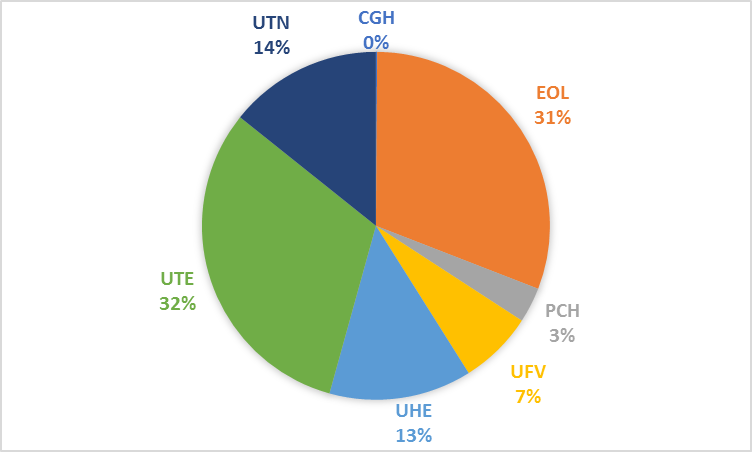 CGH
0%
EOL
31%
PCH
3%
UFV
7%
UHE
13%
UTE
32%
UTN
14%